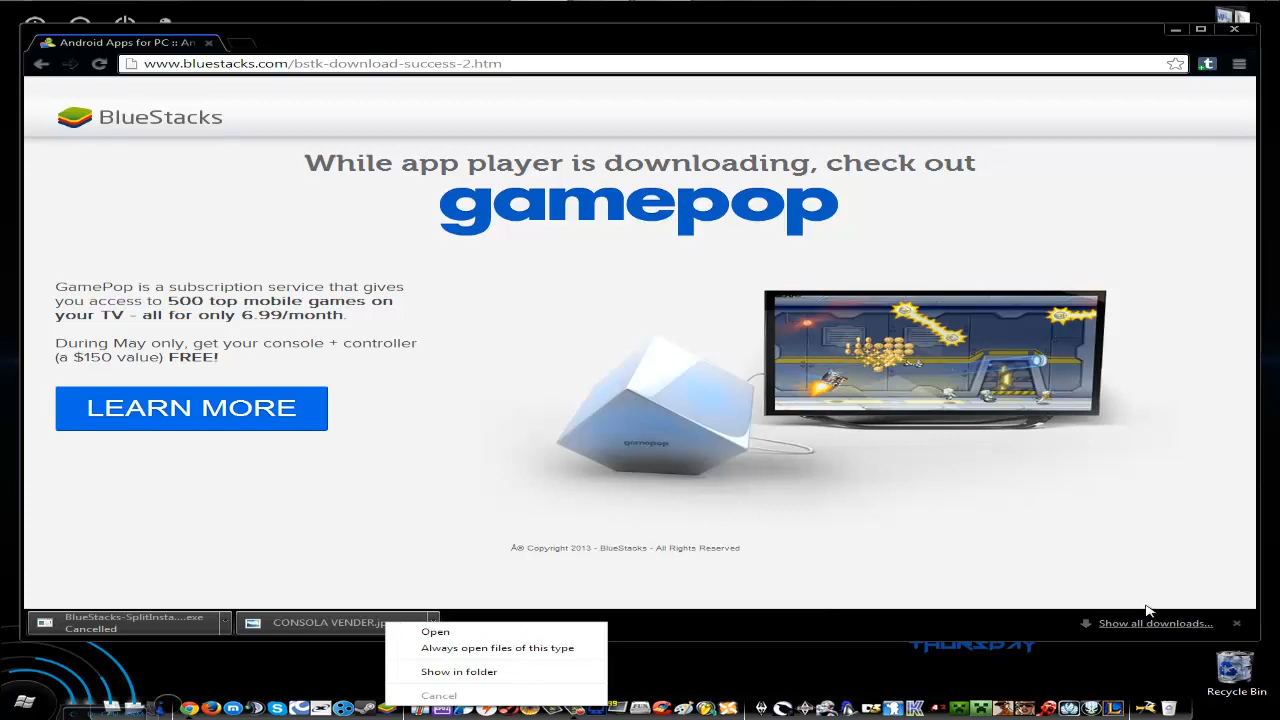 Android Apps for PC :: An
www.bluestacks.com/bstk-download-success-2.htm
BlueStacks
While app player is downloading, check out
gamepop
GamePop is a subscription service that gives
you access to 500 top mobile games on
your TV - all for only 6.99/month.
During May only, get your console + controller
(a $150 value) FREE!
LEARN MORE
gamepop
® Copyright 2013 - BlueStacks - All Rights Reserved
BlueStacks-SplitInsta....exe
Cancelled
CONSOLA VENDER.jp
Show all downloads...
Open
Always open files of this type
Show in folder
Cancel
THURSDAY
Recycle Bin